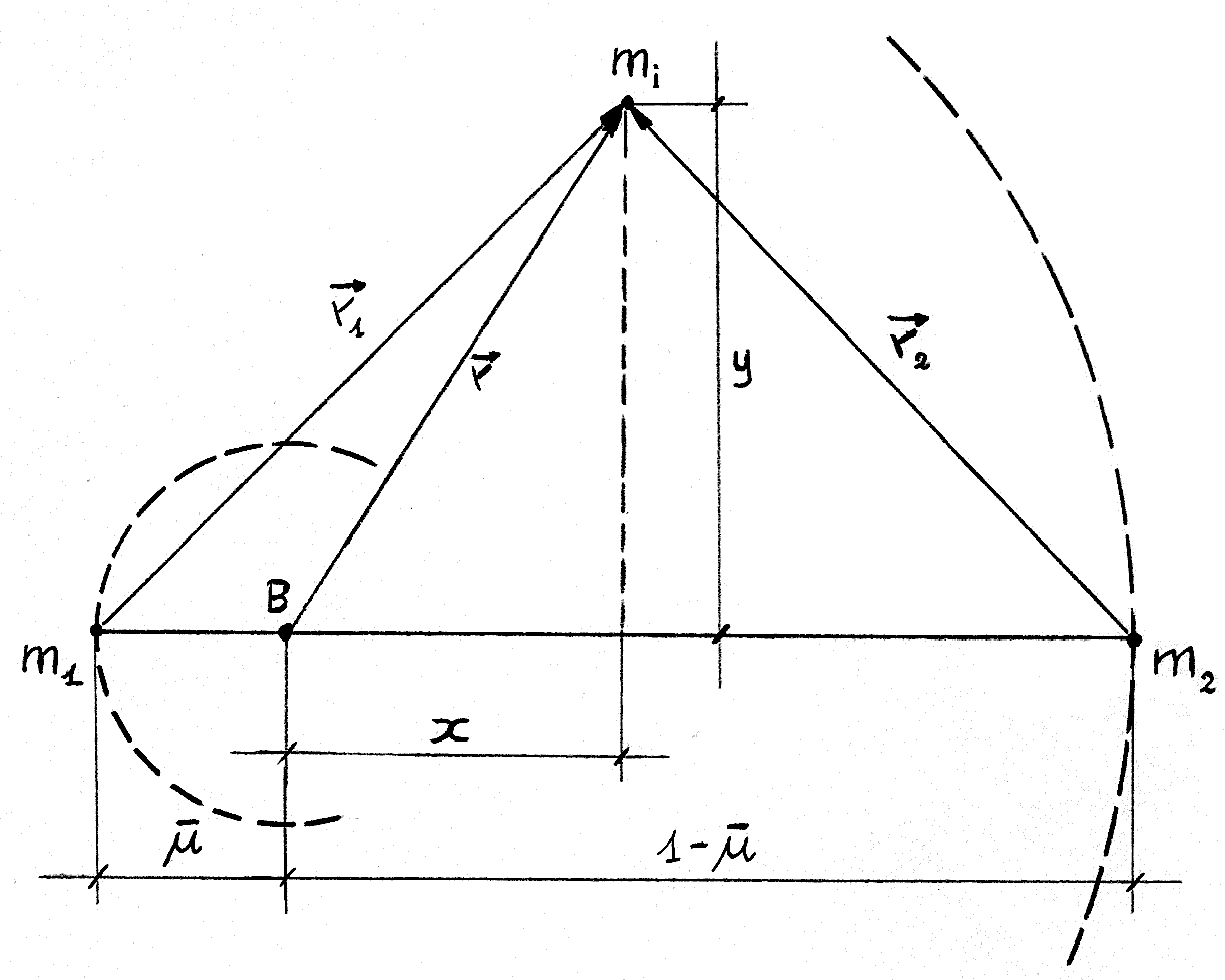 mᵢ
r⃗₁
r⃗
r⃗₂
y
B
m₁
m₂
x
μ̄
1-μ̄